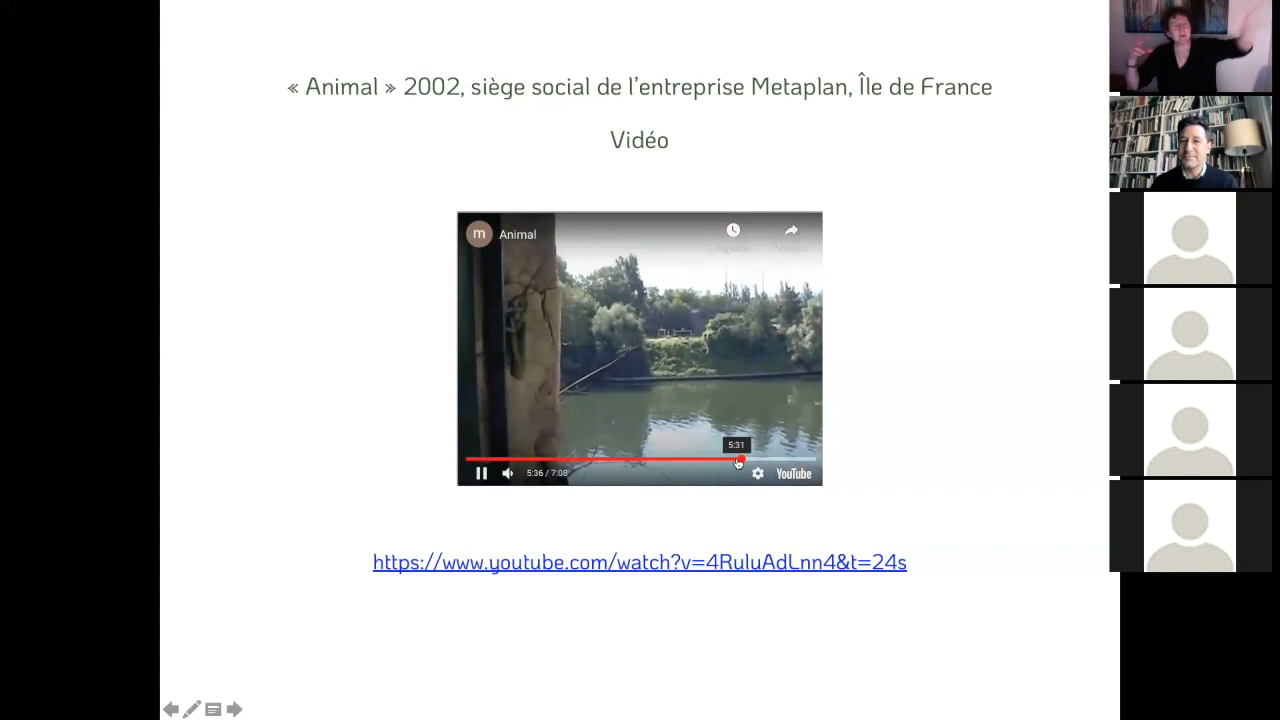 « Animal » 2002, siège social de l’entreprise Metaplan, Île de France
Vidéo
m Animal
5:31
5:36 / 7:08
YouTube
https://www.youtube.com/watch?v=4RuluAdLnn4&t=24s